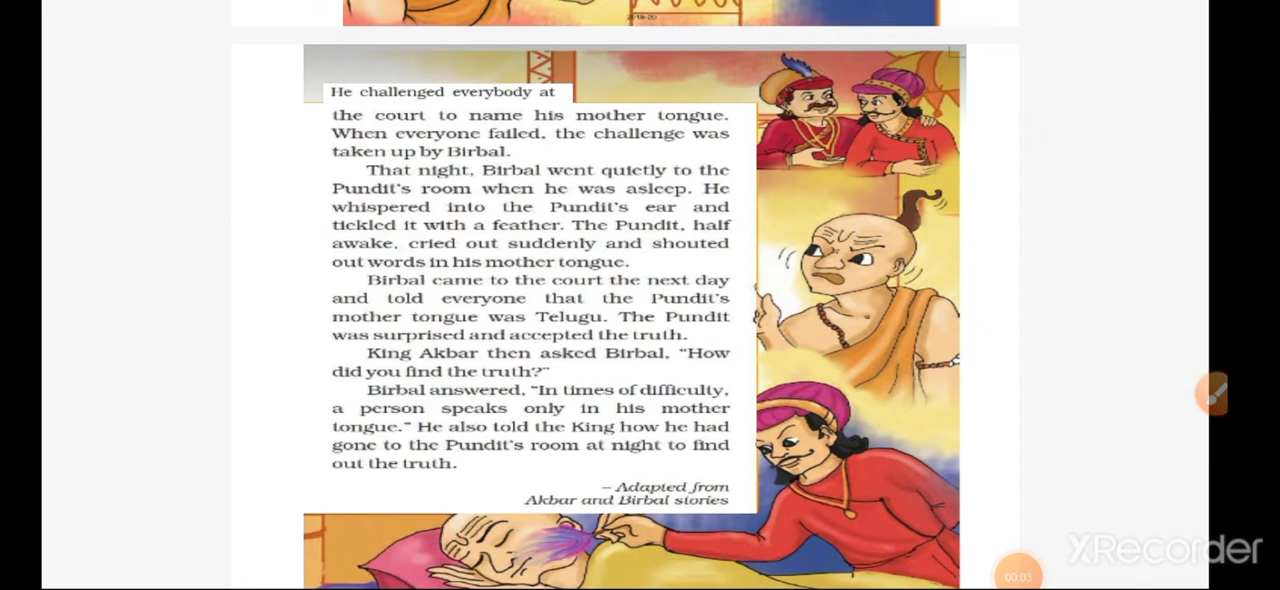 2019-20
He challenged everybody at
the court to name his mother tongue.
When everyone failed, the challenge was
taken up by Birbal.
That night, Birbal went quietly to the
Pundit's room when he was asleep. He
whispered into the Pundit's ear and
tickled it with a feather. The Pundit, half
awake, cried out suddenly and shouted
out words in his mother tongue.
Birbal came to the court the next day
and told everyone that the Pundit's
mother tongue was Telugu. The Pundit
was surprised and accepted the truth.
King Akbar then asked Birbal, “How
did you find the truth?”
Birbal answered, “In times of difficulty,
a person speaks only in his mother
tongue.” He also told the King how he had
gone to the Pundit's room at night to find
out the truth.
– Adapted from
Akbar and Birbal stories
XRecorder
00:03